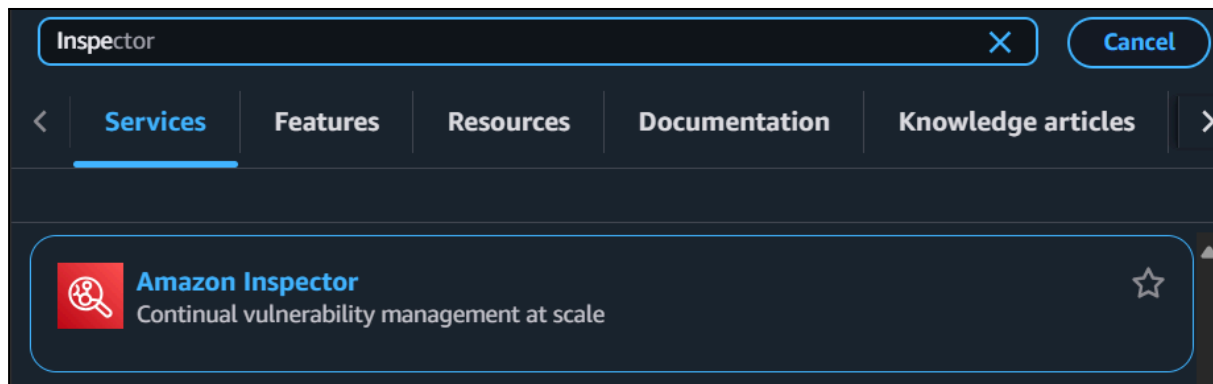 Inspector
Cancel
Services
Features
Resources
Documentation
Knowledge articles
Amazon Inspector
Continual vulnerability management at scale